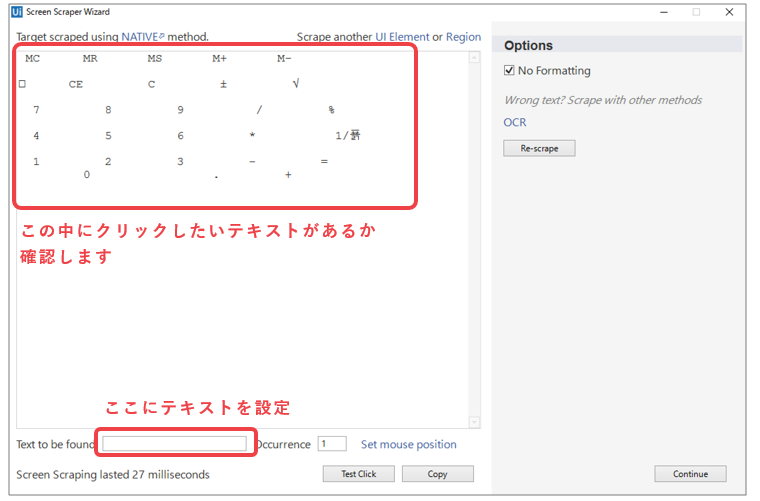 Ui Screen Scraper Wizard
Target scraped using NATIVE method.
Scrape another UI Element or Region
MC MR MS M+ M-
□ CE C ± √
7 8 9 / %
4 5 6 * 1/뿄
1 2 3 - =
0 . +
この中にクリックしたいテキストがあるか
確認します
ここにテキストを設定
Text to be found
Occurrence 1 Set mouse position
Screen Scraping lasted 27 milliseconds
Test Click Copy
Options
No Formatting
Wrong text? Scrape with other methods
OCR
Re-scrape
Continue